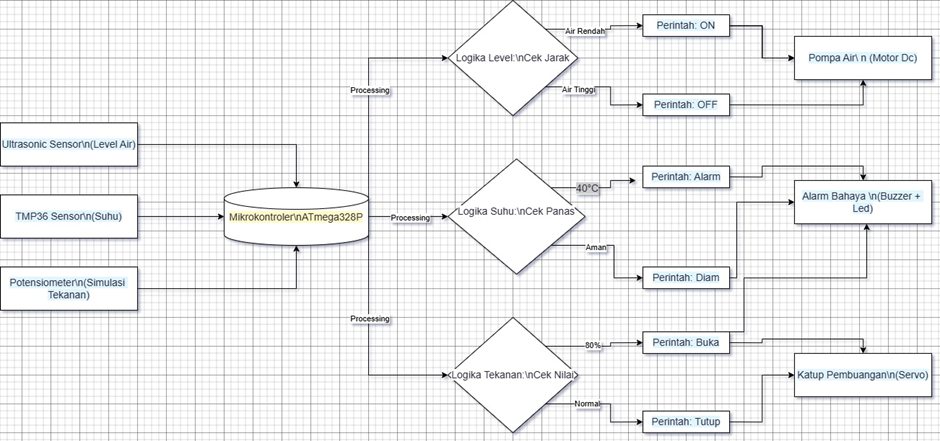 Ultrasonic Sensor\n(Level Air)
TMP36 Sensor\n(Suhu)
Potensiometer\n(Simulasi
Tekanan)
Mikrokontroler\nATmega328P
Processing
Processing
Processing
Logika Level:\nCek Jarak
Air Rendah
Air Tinggi
Perintah: ON
Perintah: OFF
Pompa Air\ n (Motor Dc)
Logika Suhu:\nCek Panas
40°C
Aman
Perintah: Alarm
Perintah: Diam
Alarm Bahaya \n(Buzzer +
Led)
Logika Tekanan:\nCek Nilai
80%
Normal
Perintah: Buka
Perintah: Tutup
Katup Pembuangan\n(Servo)